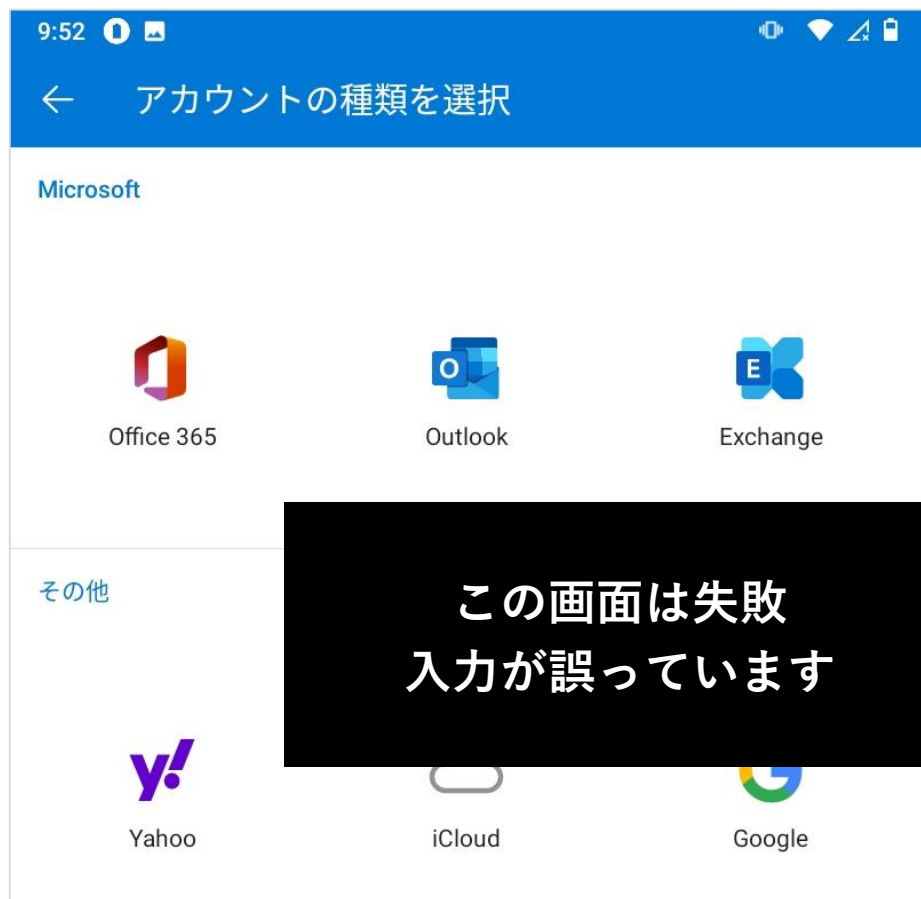 9:52
アカウントの種類を選択
Microsoft
O
E
Office 365
Outlook
Exchange
その他
この画面は失敗
入力が誤っています
y!
Yahoo
iCloud
Google